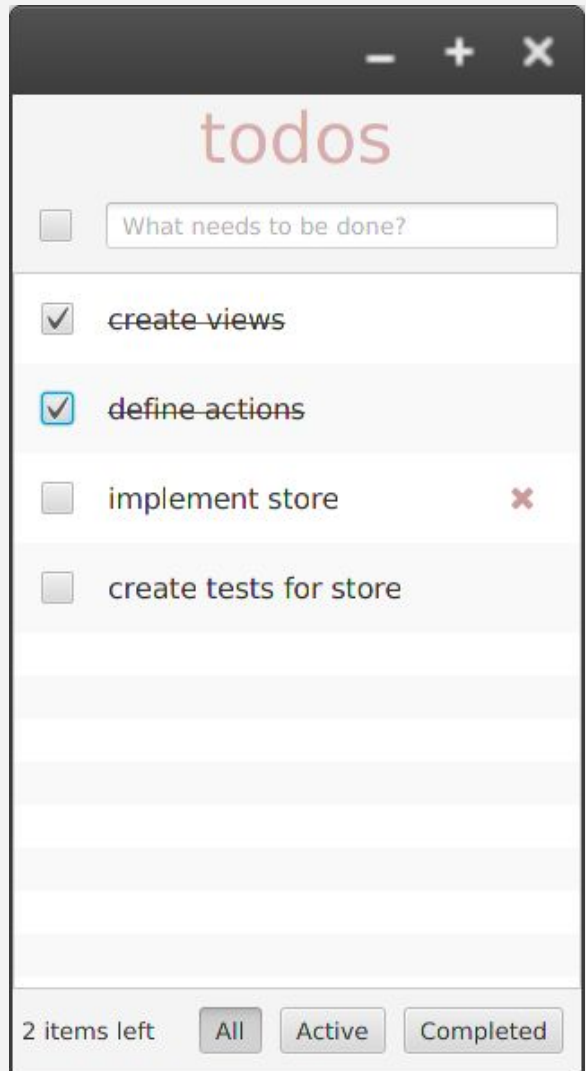 todos
What needs to be done?
create views
define actions
implement store
create tests for store
2 items left All Active Completed